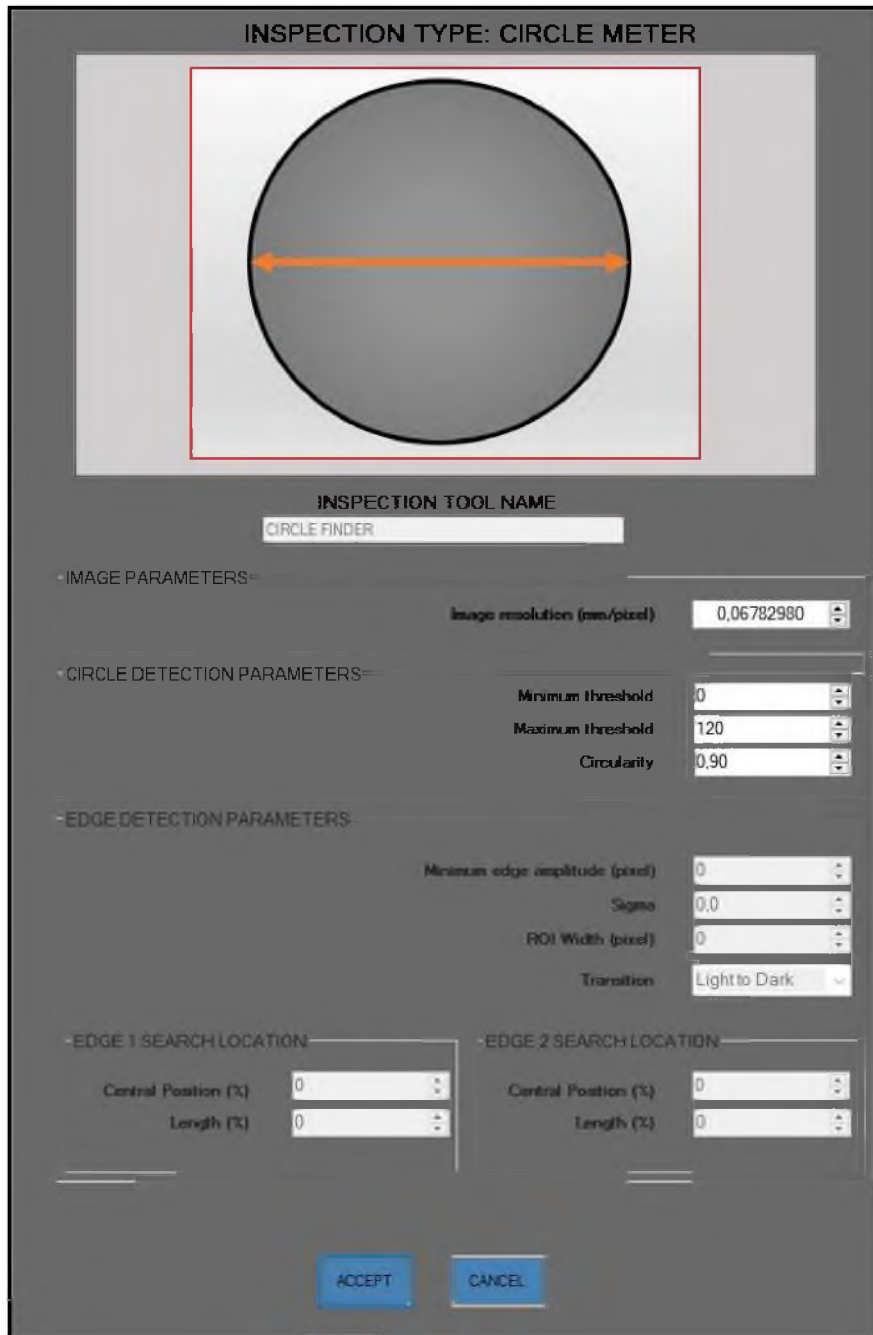 INSPECTION TYPE: CIRCLE METER
INSPECTION TOOL NAME
CIRCLE FINDER
IMAGE PARAMETERS
Image resolution (mm/pixel) 0,06782980
CIRCLE DETECTION PARAMETERS
Minimum threshold 0
Maximum threshold 120
Circularity 0,90
EDGE DETECTION PARAMETERS
Minimum edge amplitude (pixel) 0
Sigma 0,0
ROI Width (pixel) 0
Transition Light to Dark
EDGE 1 SEARCH LOCATION
Central Position (%) 0
Length (%) 0
EDGE 2 SEARCH LOCATION
Central Position (%) 0
Length (%) 0
ACCEPT CANCEL